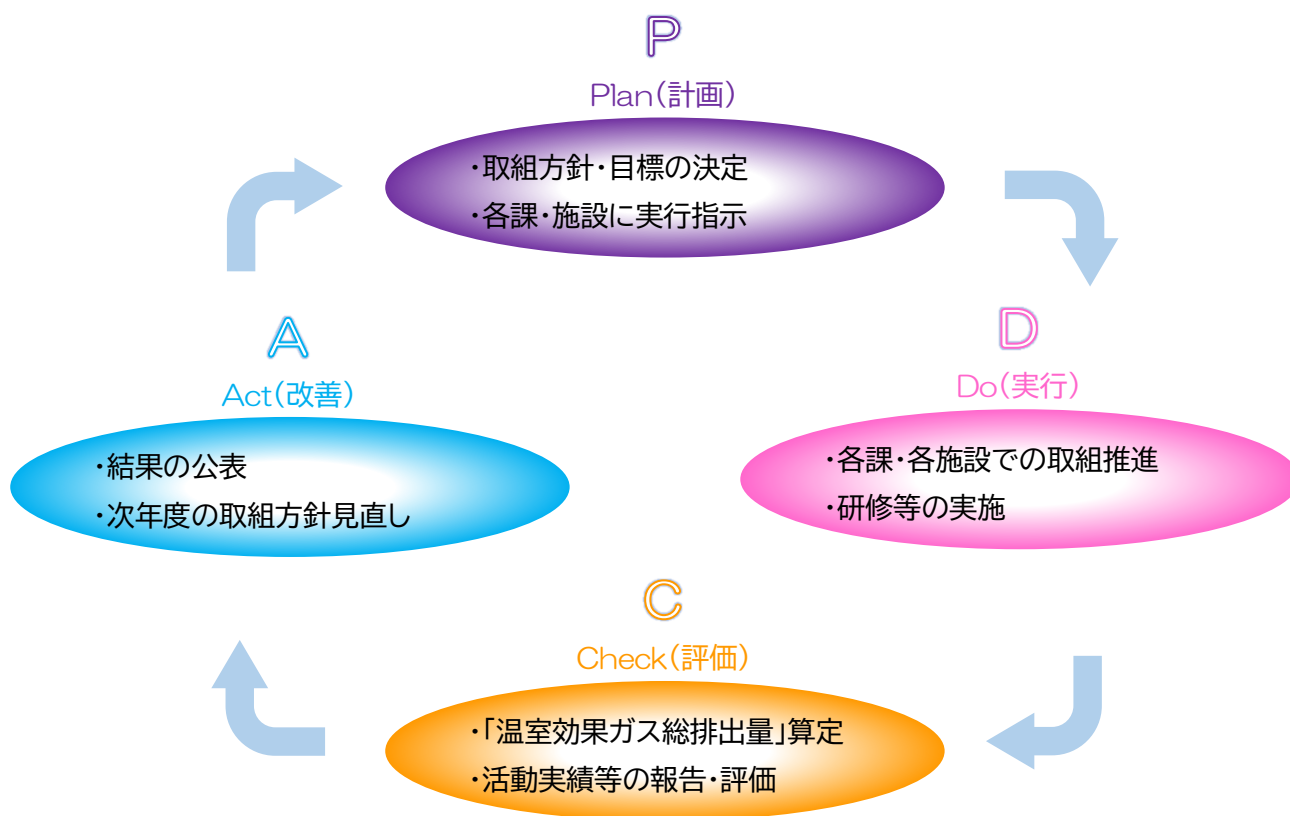 P
Plan(計画)
・取組方針・目標の決定
・各課・施設に実行指示
D
Do(実行)
・各課・各施設での取組推進
・研修等の実施
C
Check(評価)
・「温室効果ガス総排出量」算定
・活動実績等の報告・評価
A
Act(改善)
・結果の公表
・次年度の取組方針見直し